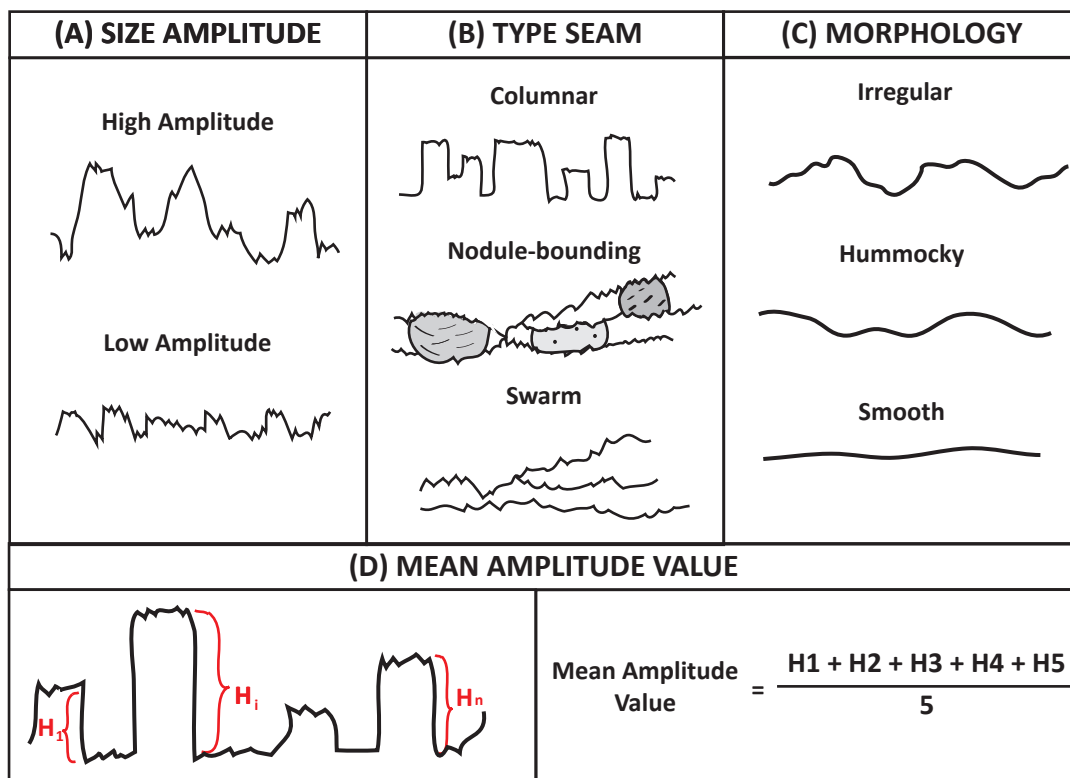 (A) SIZE AMPLITUDE
High Amplitude
Low Amplitude
(B) TYPE SEAM
Columnar
Nodule-bounding
Swarm
(C) MORPHOLOGY
Irregular
Hummocky
Smooth
(D) MEAN AMPLITUDE VALUE
H1
Hi
Hn
Mean Amplitude
Value
=
H1 + H2 + H3 + H4 + H5
5